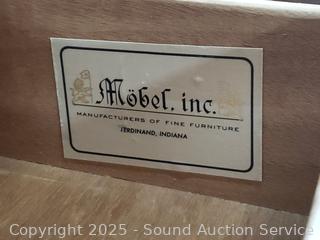 Möbel. inc.
MANUFACTURERS OF FINE FURNITURE
FERDINAND, INDIANA
Copyright © 2025 - Sound Auction Service